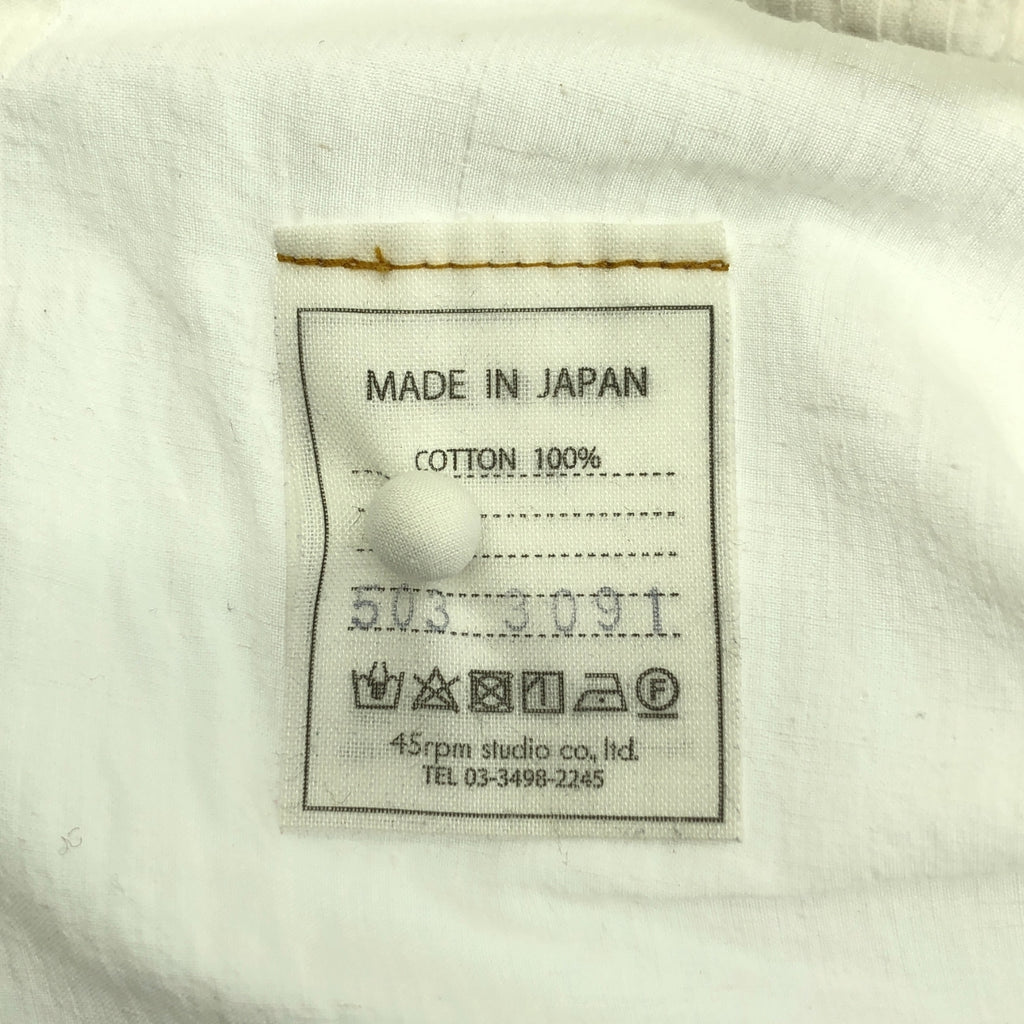 MADE IN JAPAN
COTTON 100%
503 3091
F
45rpm studio co., ltd.
TEL 03-3498-2245